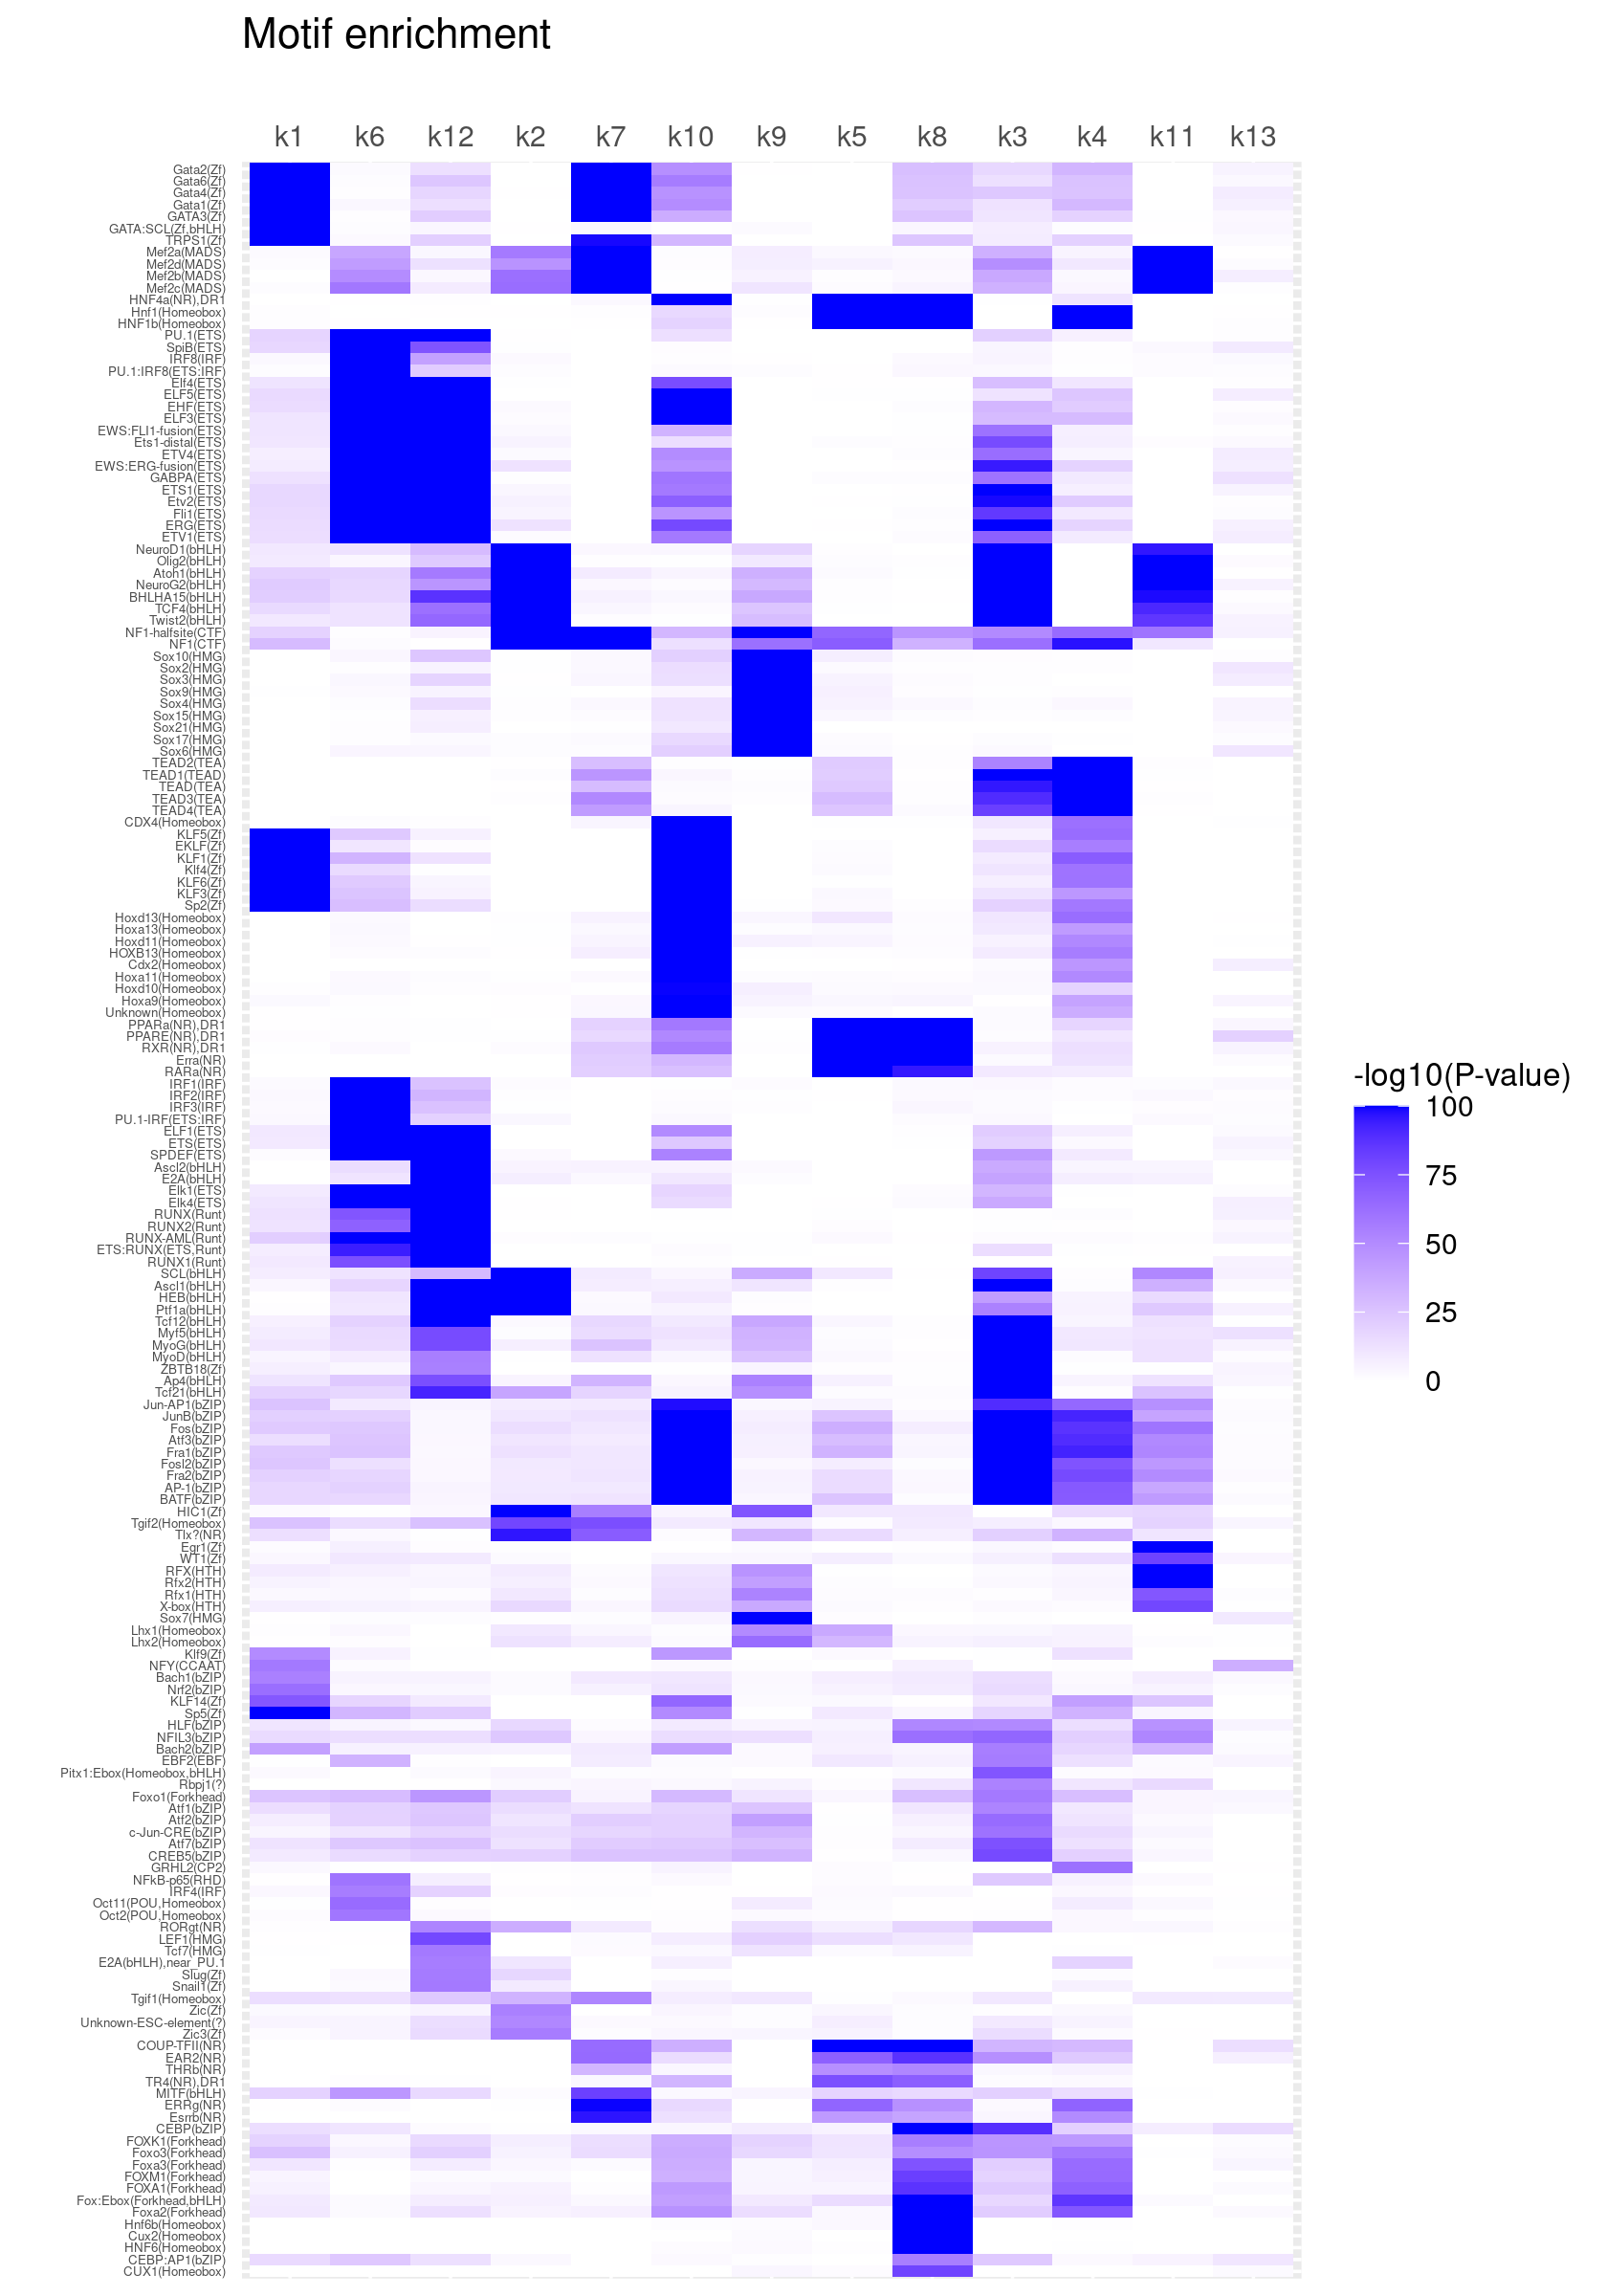 Motif enrichment
k1 k6 k12 k2 k7 k10 k9 k5 k8 k3 k4 k11 k13
Gata2(Zf)
Gata6(Zf)
Gata4(Zf)
Gata1(Zf)
GATA3(Zf)
GATA:SCL(Zf,bHLH)
TRPS1(Zf)
Mef2a(MADS)
Mef2d(MADS)
Mef2b(MADS)
Mef2c(MADS)
HNF4a(NR),DR1
Hnf1(Homeobox)
HNF1b(Homeobox)
PU.1(ETS)
SpiB(ETS)
IRF8(IRF)
PU.1:IRF8(ETS:IRF)
Elf4(ETS)
ELF5(ETS)
EHF(ETS)
ELF3(ETS)
EWS:FLI1-fusion(ETS)
Ets1-distal(ETS)
ETV4(ETS)
EWS:ERG-fusion(ETS)
GABPA(ETS)
ETS1(ETS)
Etv2(ETS)
Fli1(ETS)
ERG(ETS)
ETV1(ETS)
NeuroD1(bHLH)
Olig2(bHLH)
Atoh1(bHLH)
NeuroG2(bHLH)
BHLHA15(bHLH)
TCF4(bHLH)
Twist2(bHLH)
NF1-halfsite(CTF)
NF1(CTF)
Sox10(HMG)
Sox2(HMG)
Sox3(HMG)
Sox9(HMG)
Sox4(HMG)
Sox15(HMG)
Sox21(HMG)
Sox17(HMG)
Sox6(HMG)
TEAD2(TEA)
TEAD1(TEAD)
TEAD(TEA)
TEAD3(TEA)
TEAD4(TEA)
CDX4(Homeobox)
KLF5(Zf)
EKLF(Zf)
KLF1(Zf)
Klf4(Zf)
KLF6(Zf)
KLF3(Zf)
Sp2(Zf)
Hoxd13(Homeobox)
Hoxa13(Homeobox)
Hoxd11(Homeobox)
HOXB13(Homeobox)
Cdx2(Homeobox)
Hoxa11(Homeobox)
Hoxd10(Homeobox)
Hoxa9(Homeobox)
Unknown(Homeobox)
PPARa(NR),DR1
PPARE(NR),DR1
RXR(NR),DR1
Erra(NR)
RARa(NR)
IRF1(IRF)
IRF2(IRF)
IRF3(IRF)
PU.1-IRF(ETS:IRF)
ELF1(ETS)
ETS(ETS)
SPDEF(ETS)
Ascl2(bHLH)
E2A(bHLH)
Elk1(ETS)
Elk4(ETS)
RUNX(Runt)
RUNX2(Runt)
RUNX-AML(Runt)
ETS:RUNX(ETS,Runt)
RUNX1(Runt)
SCL(bHLH)
Ascl1(bHLH)
HEB(bHLH)
Ptf1a(bHLH)
Tcf12(bHLH)
Myf5(bHLH)
MyoG(bHLH)
MyoD(bHLH)
ZBTB18(Zf)
Ap4(bHLH)
Tcf21(bHLH)
Jun-AP1(bZIP)
JunB(bZIP)
Fos(bZIP)
Atf3(bZIP)
Fra1(bZIP)
Fosl2(bZIP)
Fra2(bZIP)
AP-1(bZIP)
BATF(bZIP)
HIC1(Zf)
Tgif2(Homeobox)
Tlx?(NR)
Egr1(Zf)
WT1(Zf)
RFX(HTH)
Rfx2(HTH)
Rfx1(HTH)
X-box(HTH)
Sox7(HMG)
Lhx1(Homeobox)
Lhx2(Homeobox)
Klf9(Zf)
NFY(CCAAT)
Bach1(bZIP)
Nrf2(bZIP)
KLF14(Zf)
Sp5(Zf)
HLF(bZIP)
NFIL3(bZIP)
Bach2(bZIP)
EBF2(EBF)
Pitx1:Ebox(Homeobox,bHLH)
Rbpj1(?)
Foxo1(Forkhead)
Atf1(bZIP)
Atf2(bZIP)
c-Jun-CRE(bZIP)
Atf7(bZIP)
CREB5(bZIP)
GRHL2(CP2)
NFkB-p65(RHD)
IRF4(IRF)
Oct11(POU,Homeobox)
Oct2(POU,Homeobox)
RORgt(NR)
LEF1(HMG)
Tcf7(HMG)
E2A(bHLH),near_PU.1
Slug(Zf)
Snail1(Zf)
Tgif1(Homeobox)
Zic(Zf)
Unknown-ESC-element(?)
Zic3(Zf)
COUP-TFII(NR)
EAR2(NR)
THRb(NR)
TR4(NR),DR1
MITF(bHLH)
ERRg(NR)
Esrrb(NR)
CEBP(bZIP)
FOXK1(Forkhead)
Foxo3(Forkhead)
Foxa3(Forkhead)
FOXM1(Forkhead)
FOXA1(Forkhead)
Fox:Ebox(Forkhead,bHLH)
Foxa2(Forkhead)
Hnf6b(Homeobox)
Cux2(Homeobox)
HNF6(Homeobox)
CEBP:AP1(bZIP)
CUX1(Homeobox)
-log10(P-value)
100
75
50
25
0